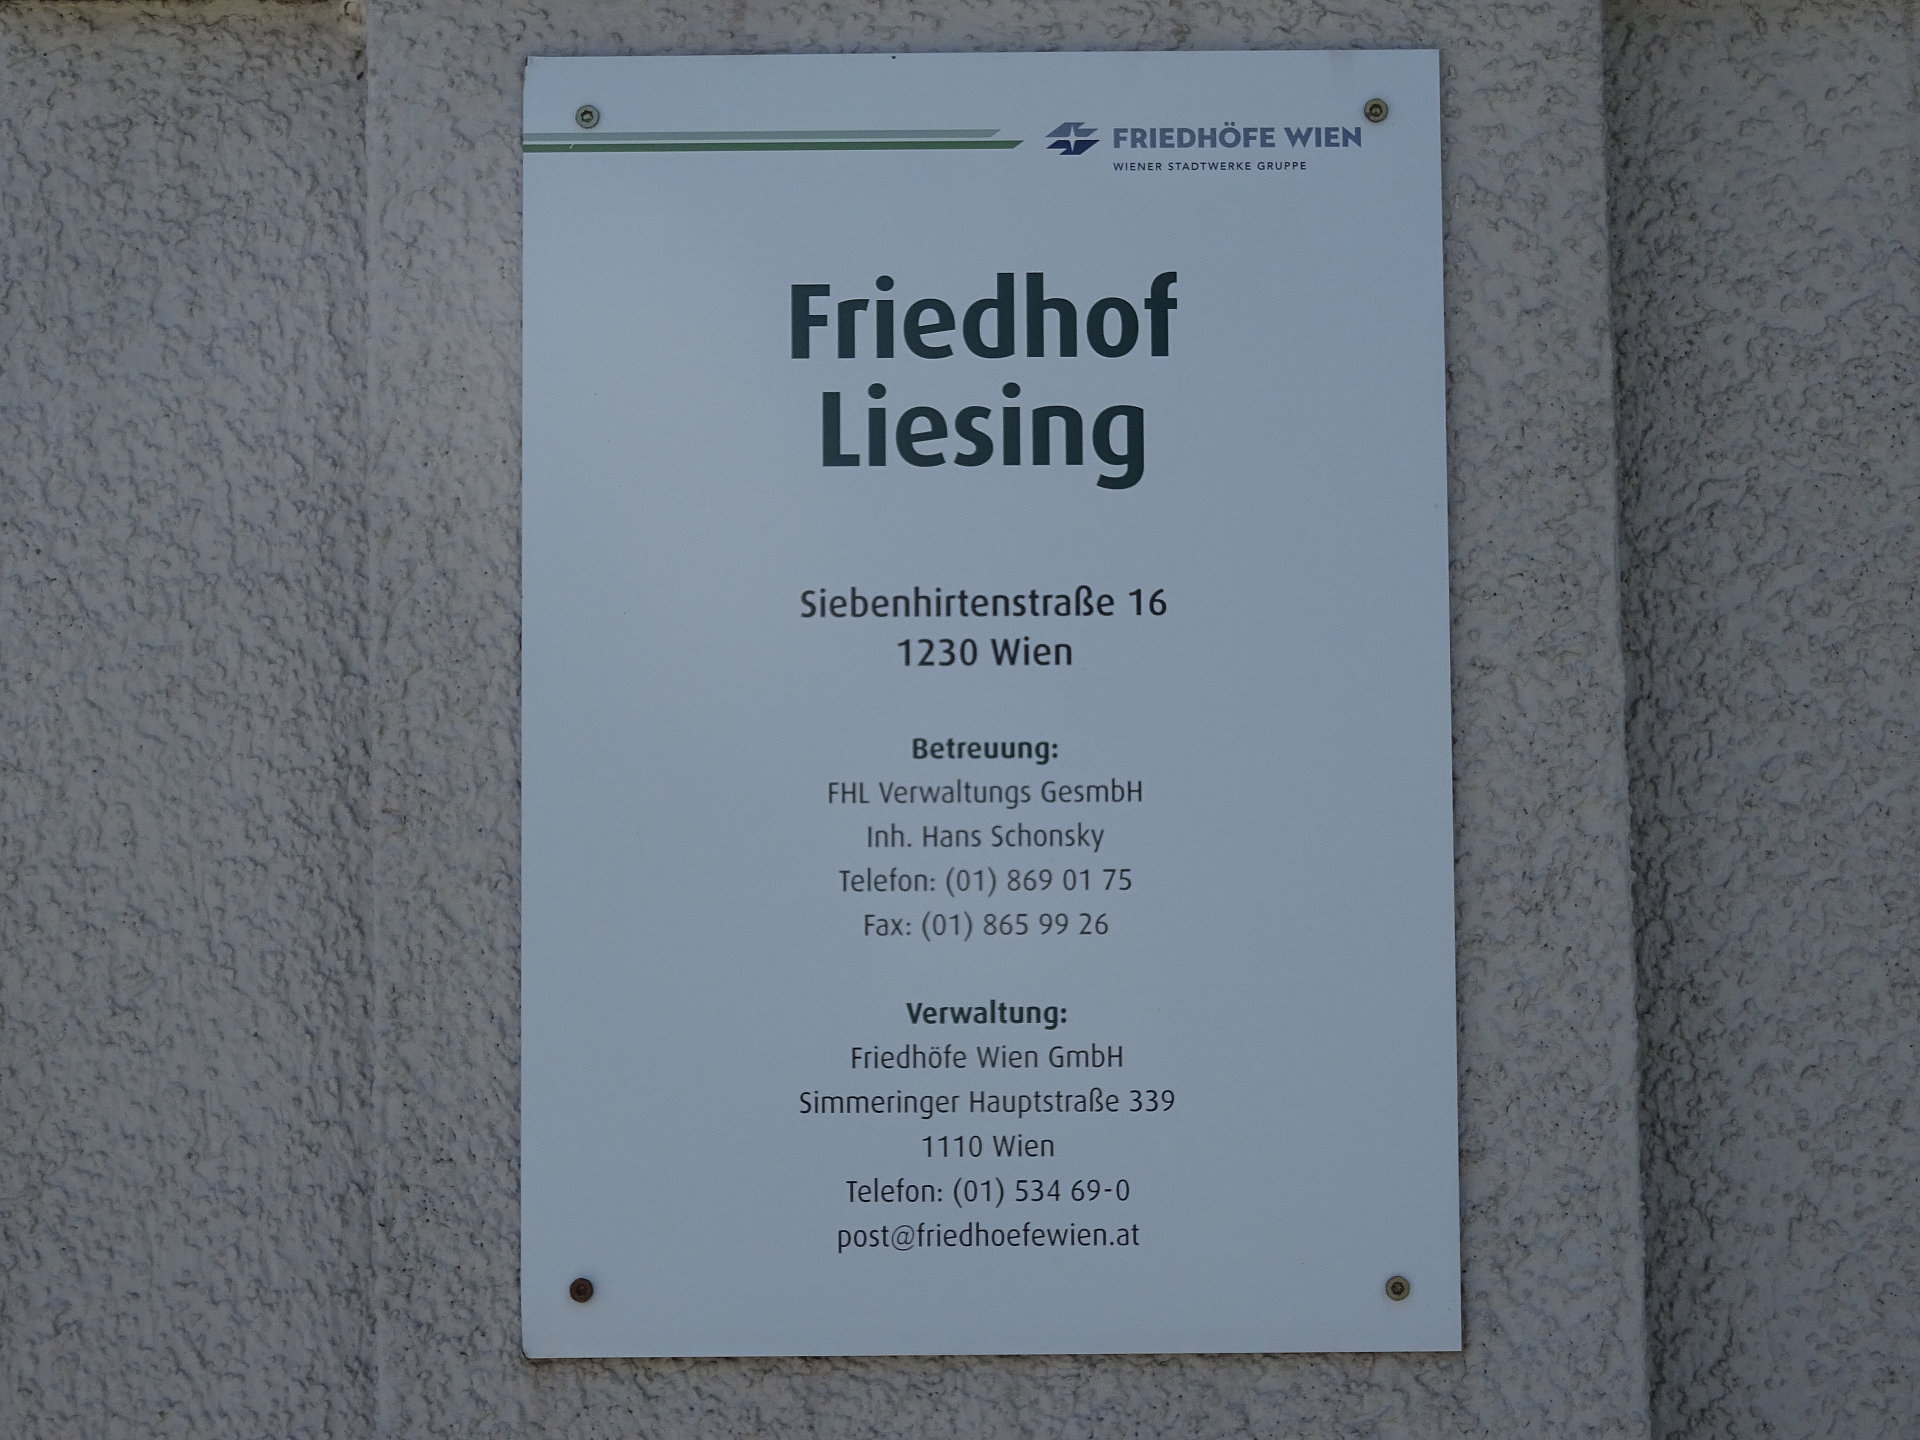 FRIEDHÖFE WIEN
WIENER STADTWERKE GRUPPE
Friedhof
Liesing
Siebenhirtenstraße 16
1230 Wien
Betreuung:
FHL Verwaltungs GesmbH
Inh. Hans Schonsky
Telefon: (01) 869 01 75
Fax: (01) 865 99 26
Verwaltung:
Friedhöfe Wien GmbH
Simmeringer Hauptstraße 339
1110 Wien
Telefon: (01) 534 69-0
post@friedhoefewien.at